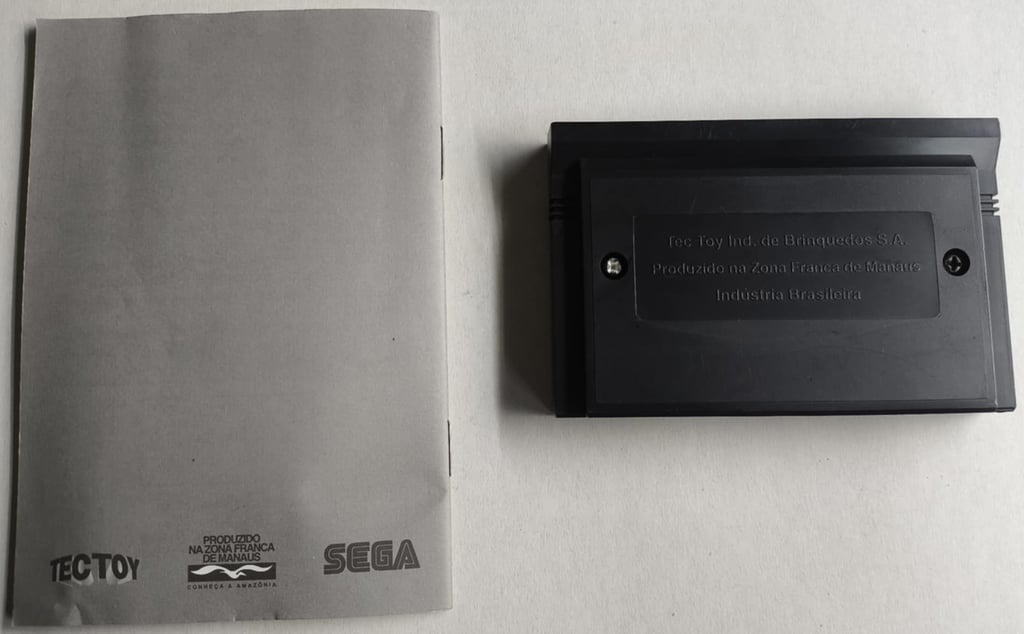 TECTOY
PRODUZIDO
NA ZONA FRANCA
DE MANAUS
CONHEÇA A AMAZÔNIA
SEGA
Tec Toy Ind. de Brinquedos S.A.
Produzido na Zona Franca de Manaus
Indústria Brasileira